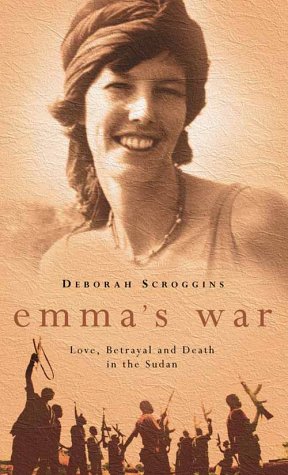 DEBORAH SCROGGINS
emma's war
Love, Betrayal and Death
in the Sudan